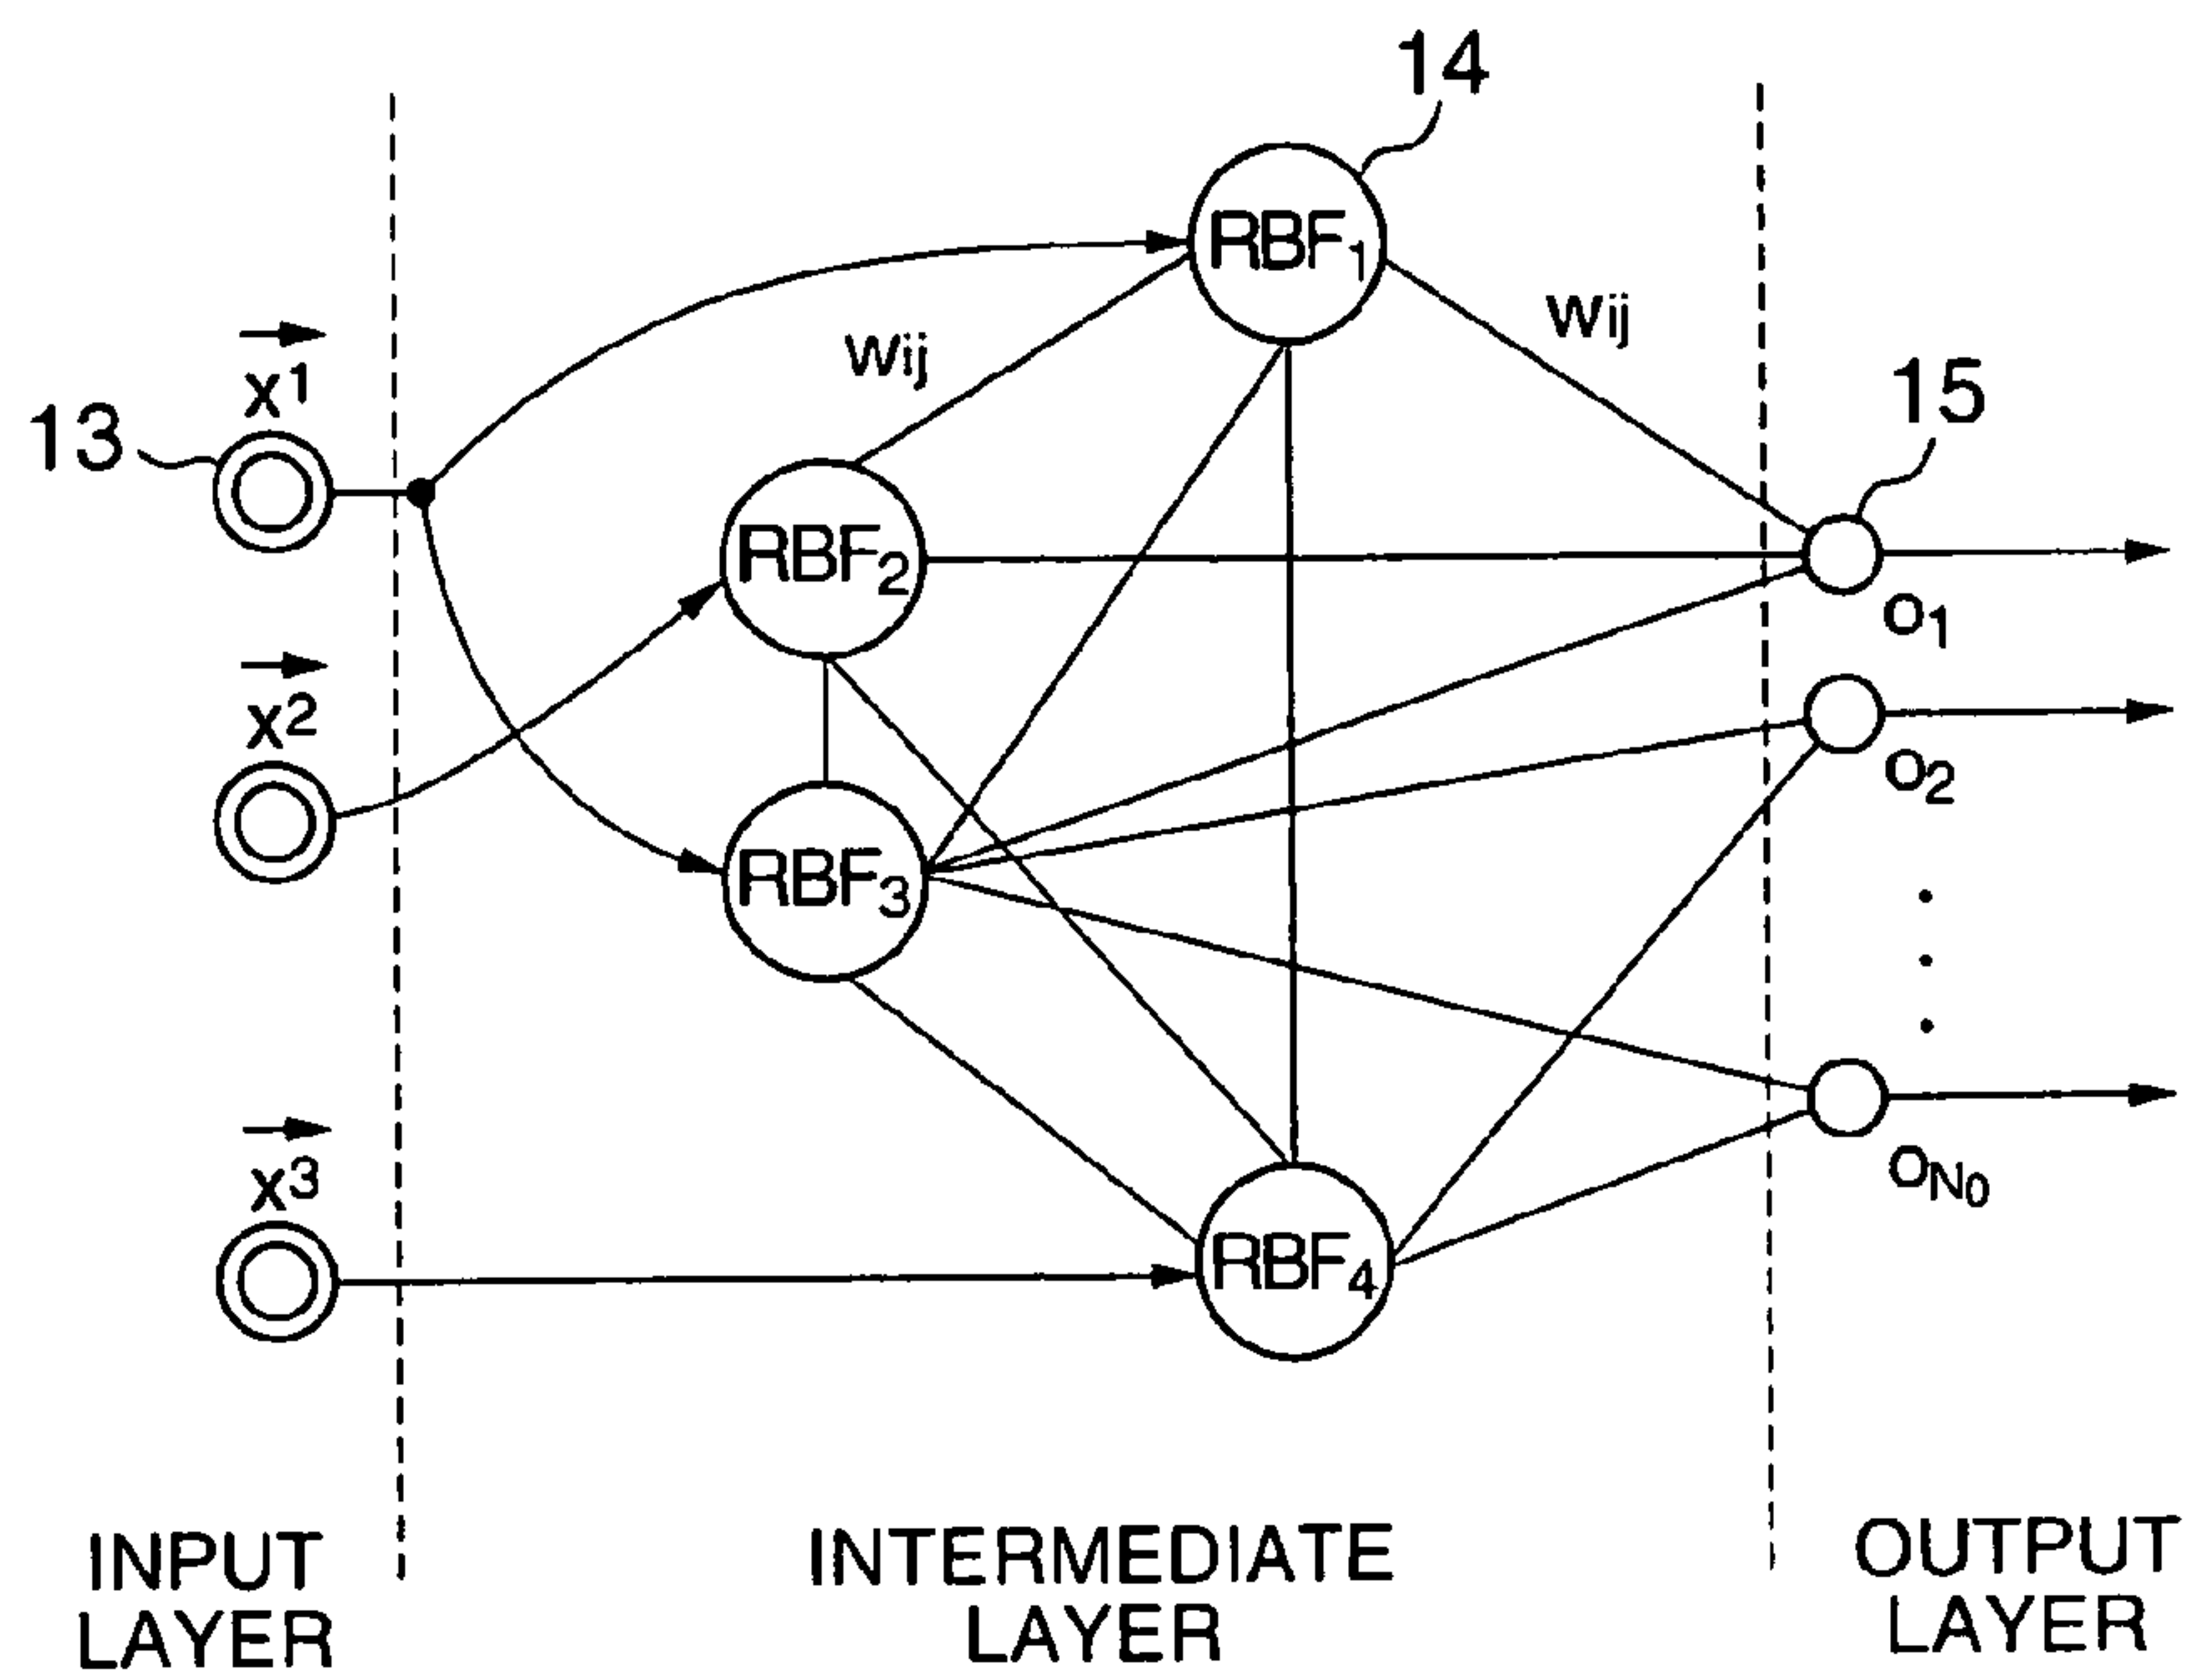 14
RBF1
wij
wij
x1
13
15
RBF2
o1
x2
o2
RBF3
x3
oN0
RBF4
INPUT LAYER
INTERMEDIATE LAYER
OUTPUT LAYER